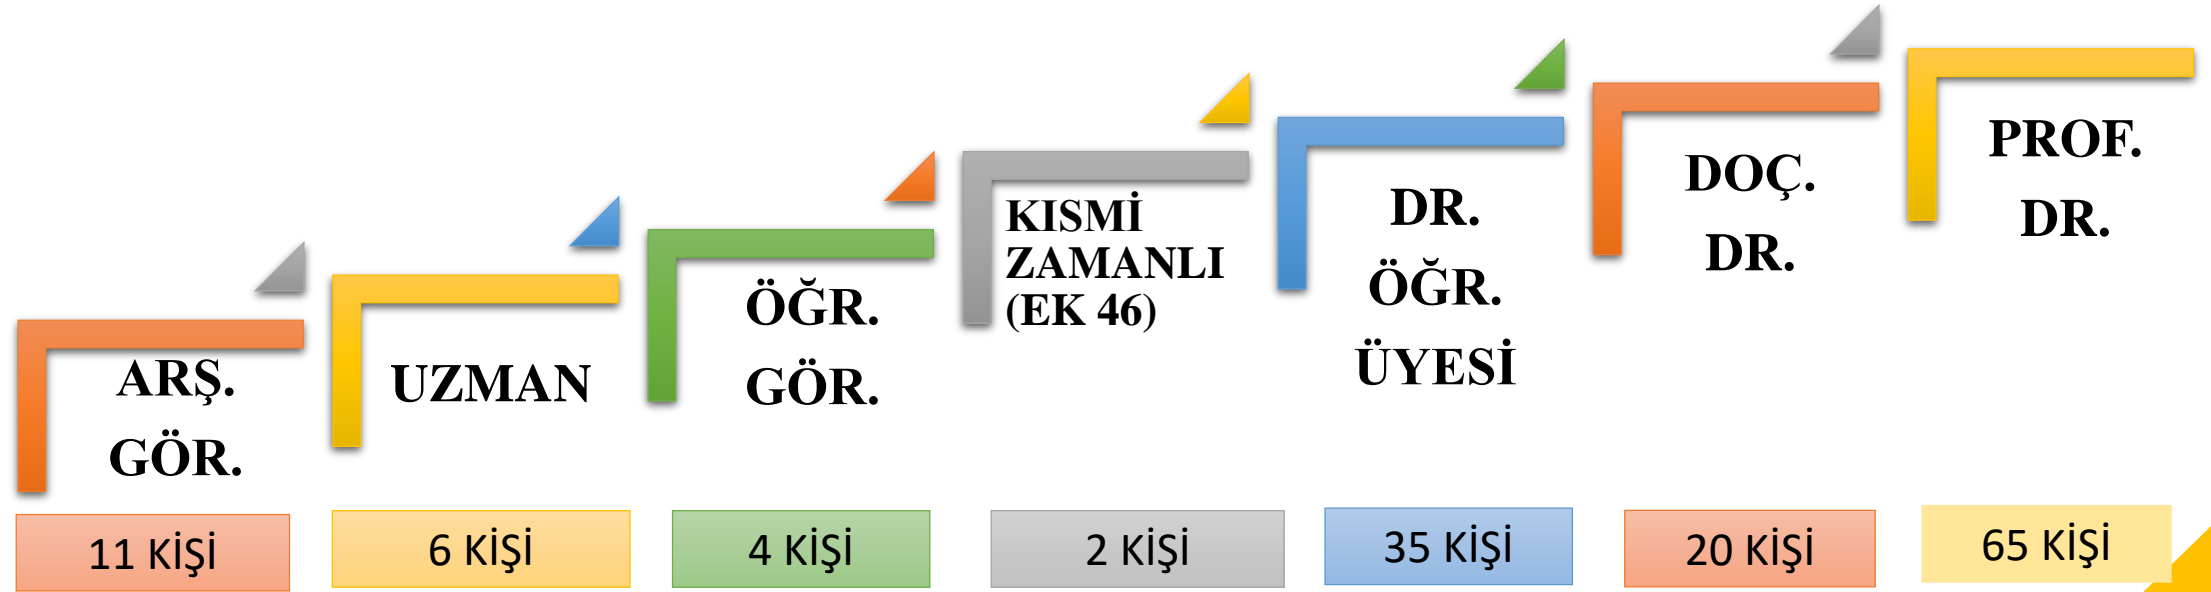 ARŞ.
GÖR.
UZMAN
ÖĞR.
GÖR.
KISMİ
ZAMANLI
(EK 46)
DR.
ÖĞR.
ÜYESİ
DOÇ.
DR.
PROF.
DR.
11 KİŞİ
6 KİŞİ
4 KİŞİ
2 KİŞİ
35 KİŞİ
20 KİŞİ
65 KİŞİ